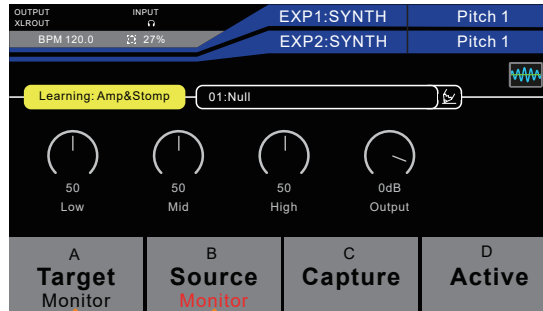 OUTPUT
XLROUT
INPUT
EXP1:SYNTH
Pitch 1
BPM 120.0
27%
EXP2:SYNTH
Pitch 1
Learning: Amp&Stomp
01:Null
50
50
50
0dB
Low
Mid
High
Output
A
Target
Monitor
B
Source
Monitor
C
Capture
D
Active